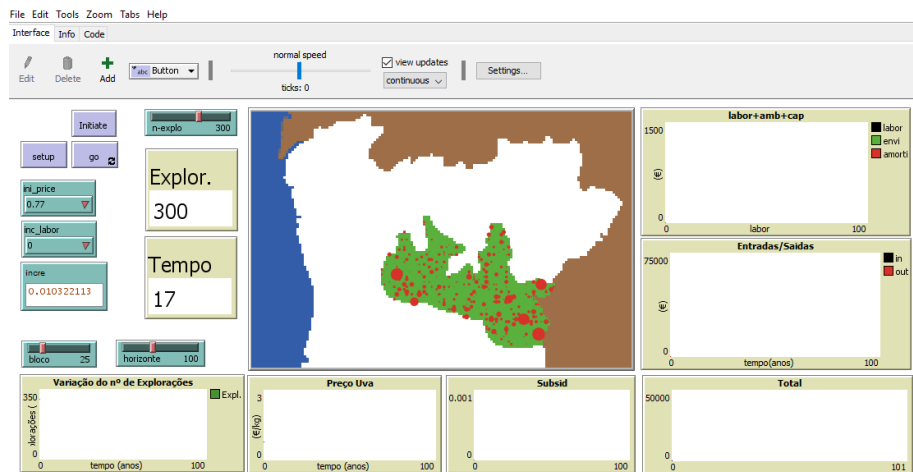 File Edit Tools Zoom Tabs Help
Interface Info Code
Edit Delete Add abc Button normal speed ticks: 0 view updates continuous Settings...
Initiate
setup go
n-explo 300
Explor.
300
ini_price
0.77
inc_labor
0
incre
0.010322113
Tempo
17
bloco 25
horizonte 100
labor+amb+cap
1500
(€)
0
0 labor 100
labor
envi
amorti
Entradas/Saidas
75000
(€)
0
0 tempo(anos) 100
in
out
Variação do nº de Explorações
350
lorações (
0
0 tempo (anos) 100
Expl.
Preço Uva
3
(€/kg)
0
0 100
Subsid
0.001
0
0 100
Total
50000
0
0 101